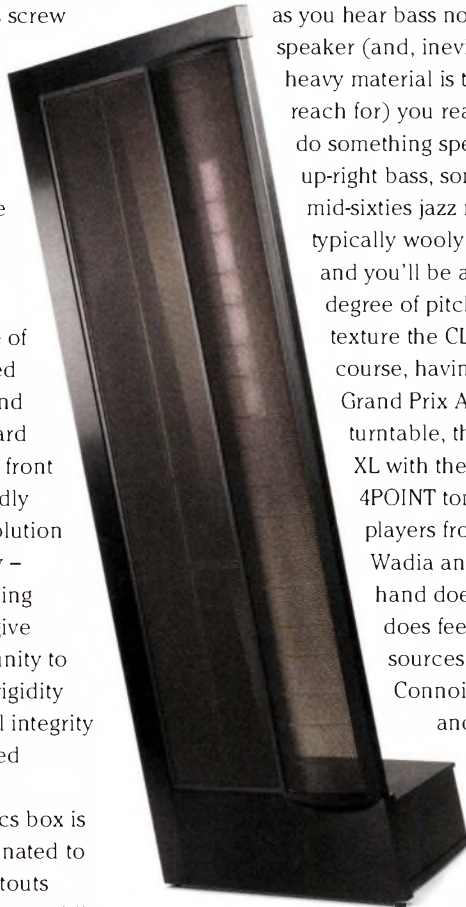 screw
e
of
ed
nd
ard
front
dly
olution
–
ing
give
unity to
rigidity
l integrity
ed
cs box is
nated to
touts
as you hear bass no
speaker (and, inevi
heavy material is t
reach for) you rea
do something spe
up-right bass, son
mid-sixties jazz r
typically wooly
and you'll be a
degree of pitch
texture the CL
course, having
Grand Prix A
turntable, th
XL with the
4POINT tor
players fro
Wadia an
hand doe
does fee
sources
Connoi
and